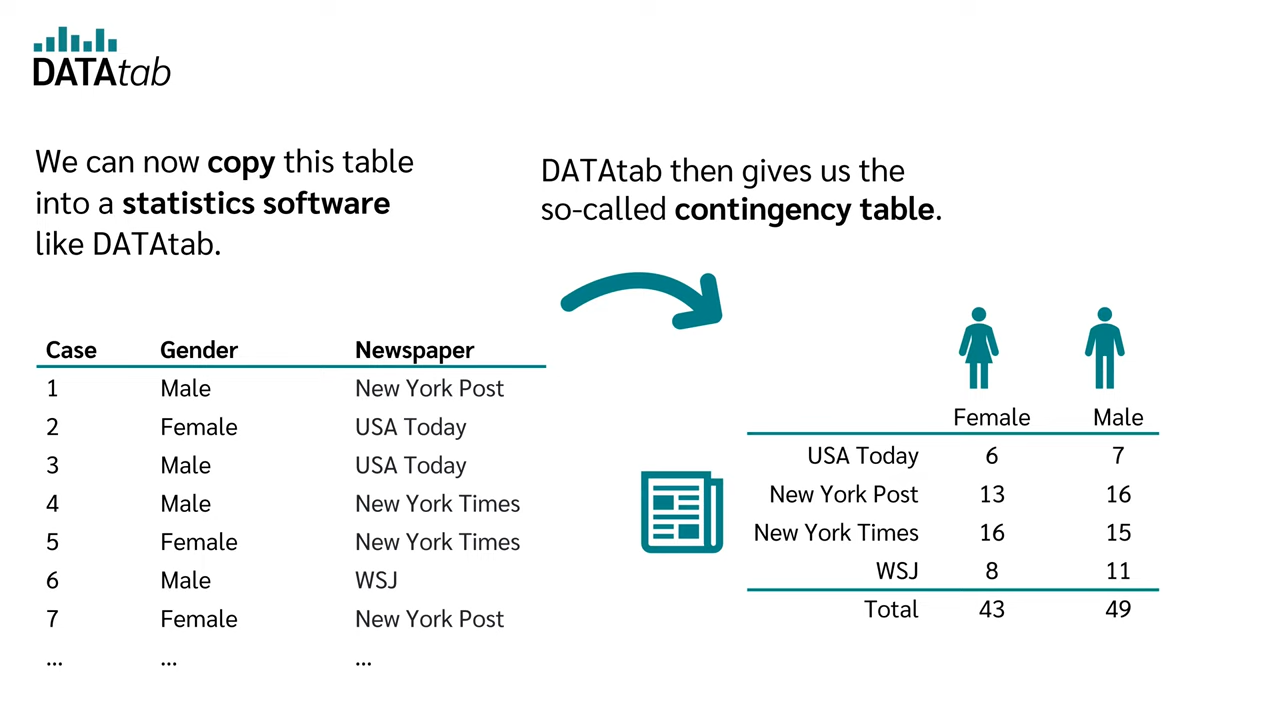 DATAtab
We can now copy this table
into a statistics software
like DATAtab.
DATAtab then gives us the
so-called contingency table.
Case Gender Newspaper
1 Male New York Post
2 Female USA Today
3 Male USA Today
4 Male New York Times
5 Female New York Times
6 Male WSJ
7 Female New York Post
... ... ...
Female Male
USA Today 6 7
New York Post 13 16
New York Times 16 15
WSJ 8 11
Total 43 49